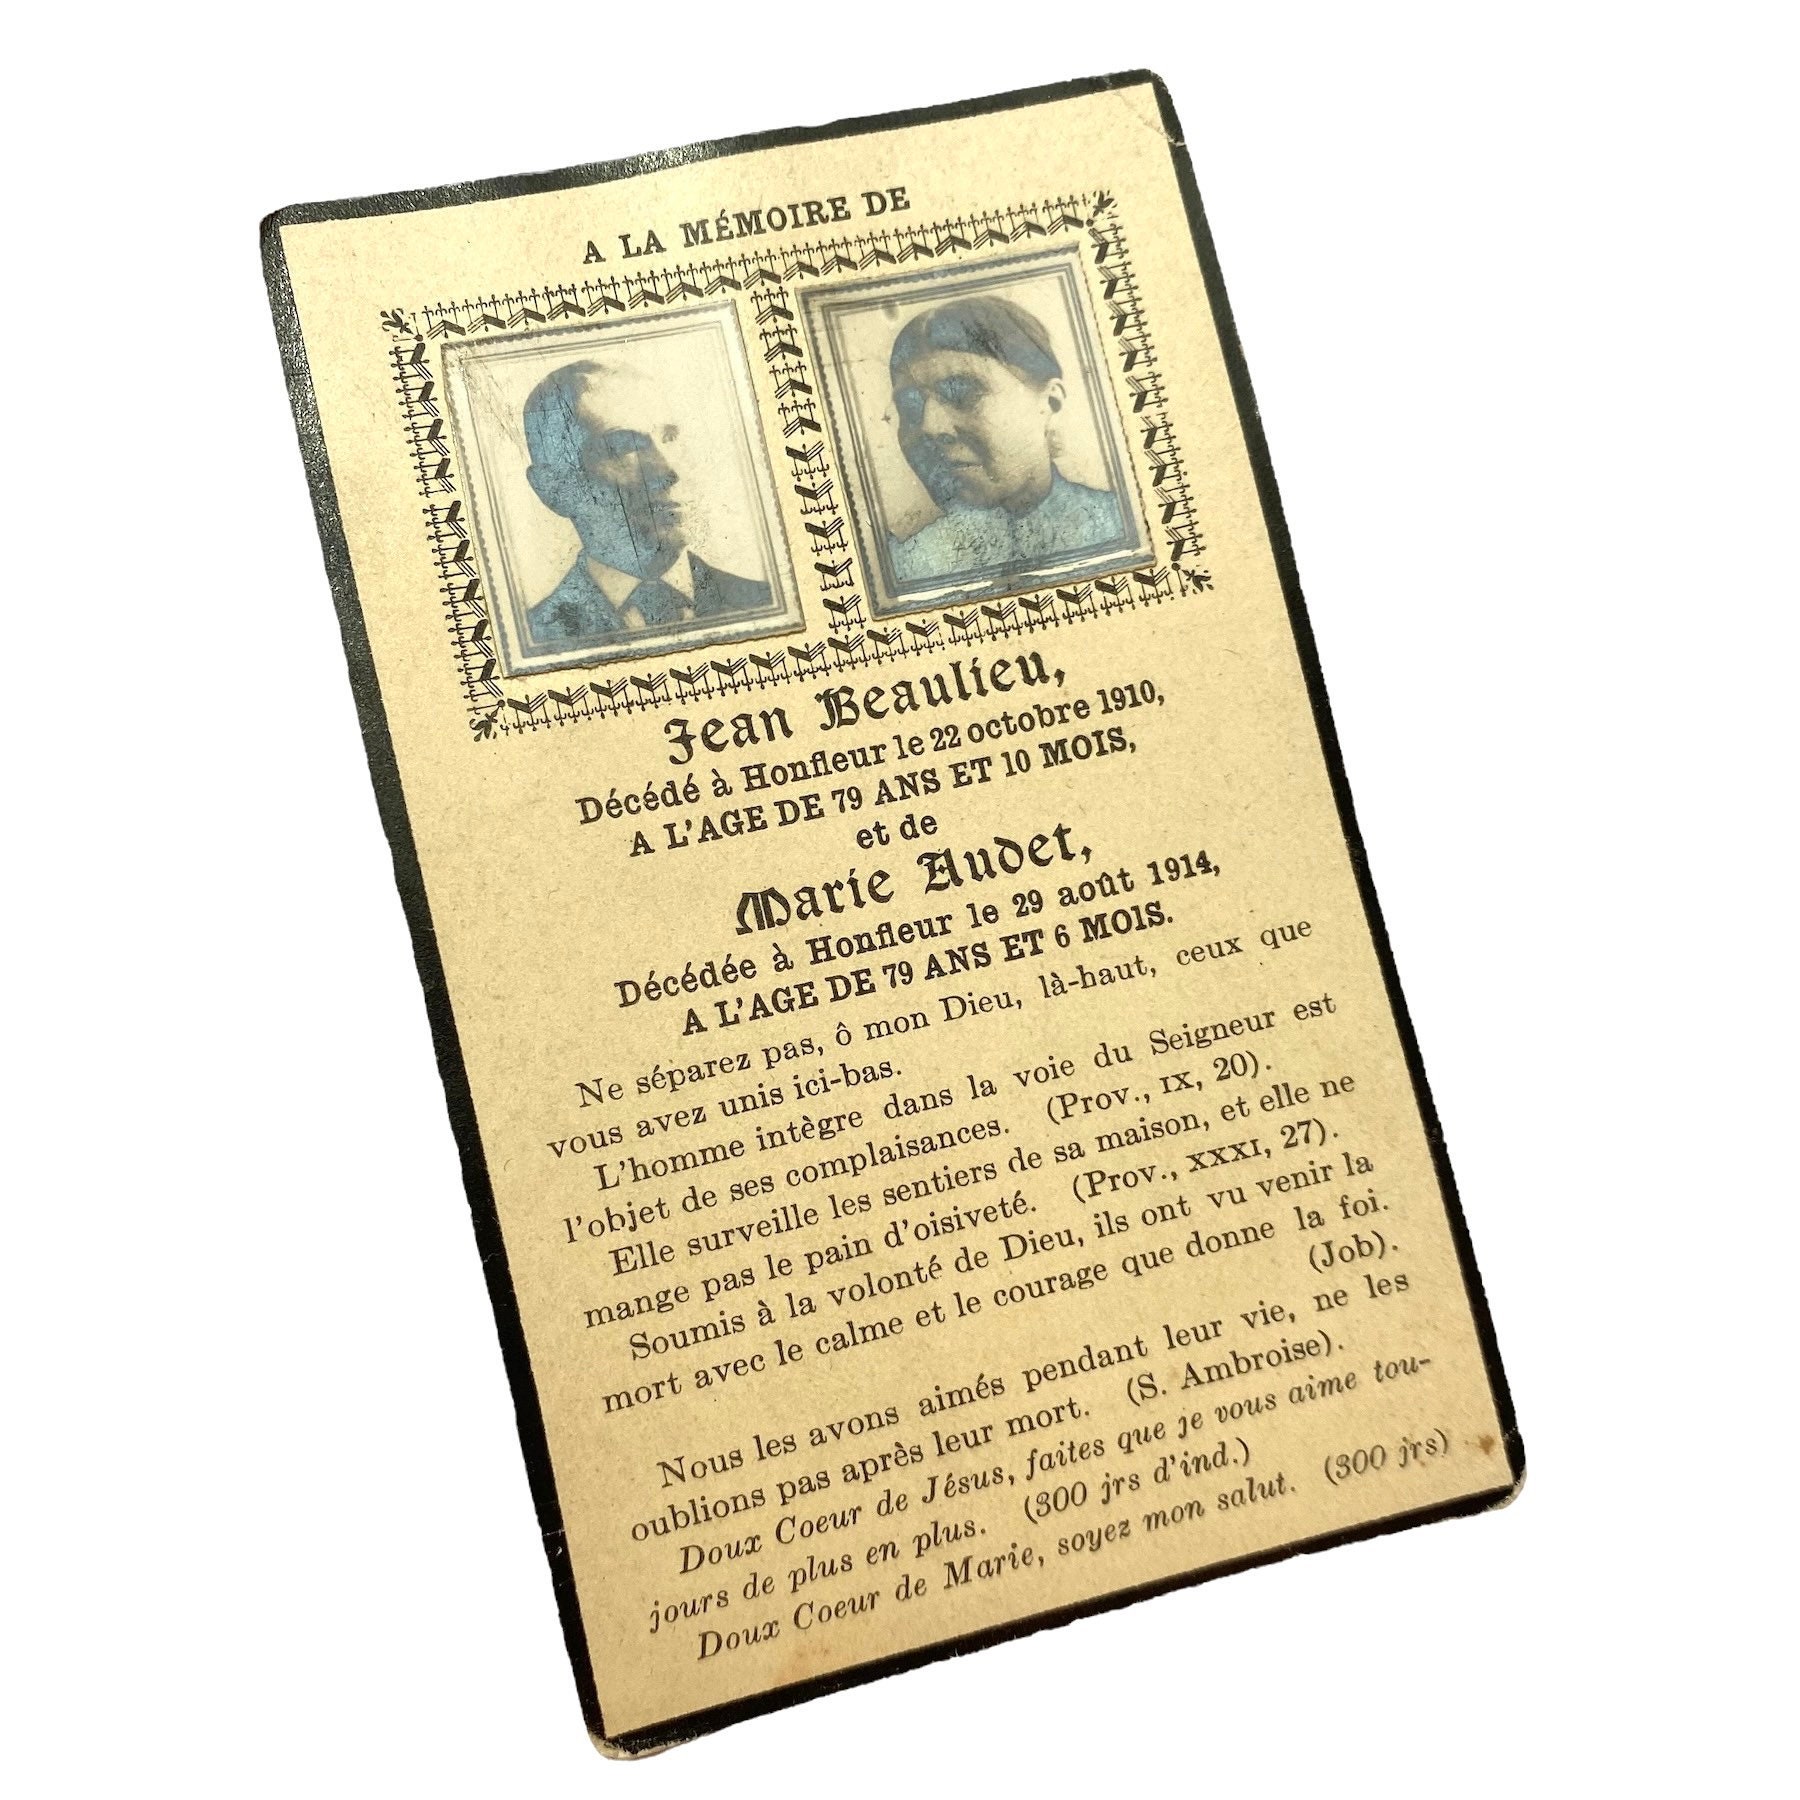 A LA MÉMOIRE DE
Jean Beaulieu,
Décédé à Honfleur le 22 octobre 1910,
A L'AGE DE 79 ANS ET 10 MOIS,
et de
Marie Audet,
Décédée à Honfleur le 29 août 1914,
A L'AGE DE 79 ANS ET 6 MOIS.
Ne séparez pas, ô mon Dieu, là-haut, ceux que
vous avez unis ici-bas.
L'homme intègre dans la voie du Seigneur est
l'objet de ses complaisances. (Prov., IX, 20).
Elle surveille les sentiers de sa maison, et elle ne
mange pas le pain d'oisiveté. (Prov., XXXI, 27).
Soumis à la volonté de Dieu, ils ont vu venir la
mort avec le calme et le courage que donne la foi.
(Job).
Nous les avons aimés pendant leur vie, ne les
oublions pas après leur mort. (S. Ambroise).
Doux Coeur de Jésus, faites que je vous aime tou-
jours de plus en plus. (300 jrs d'ind.)
Doux Coeur de Marie, soyez mon salut. (300 jrs)